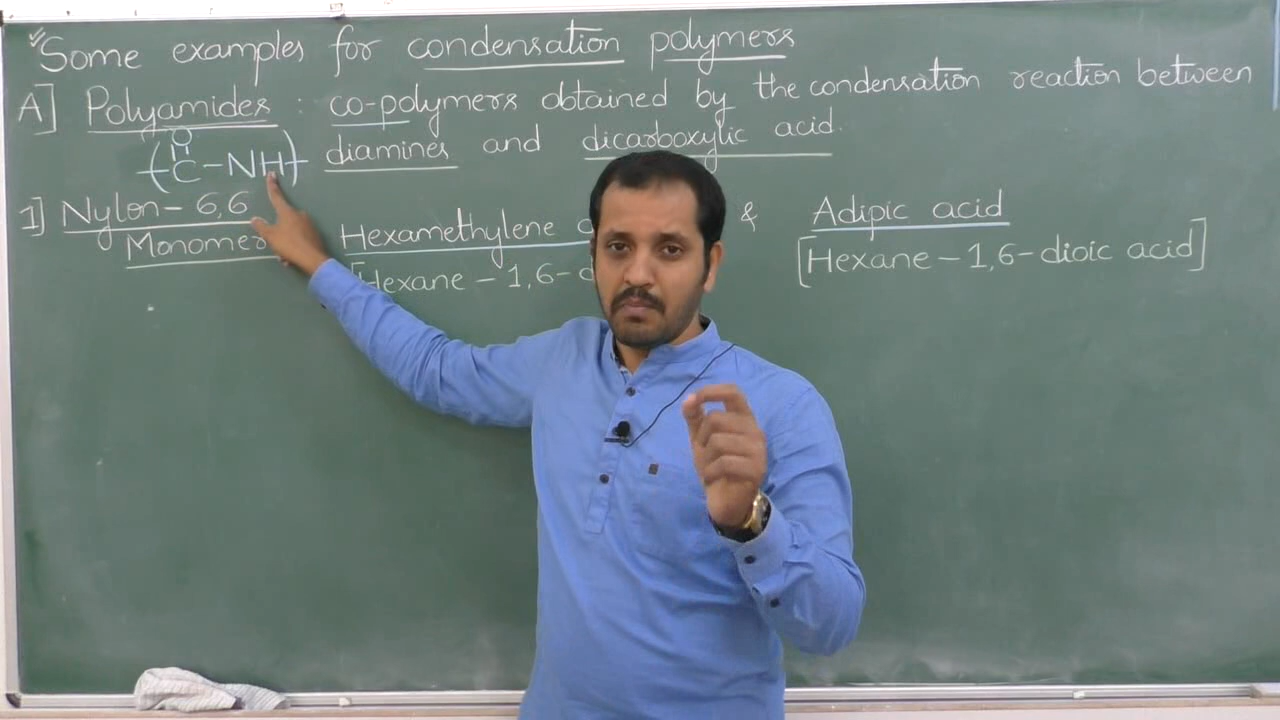 Some examples for condensation polymers
A] Polyamides : co-polymers obtained by the condensation reaction between
diamines and dicarboxylic acid.
O
(C-NH)
1] Nylon-6,6
Monomer
Hexamethylene & Adipic acid
[Hexane-1,6-d [Hexane-1,6-dioic acid]